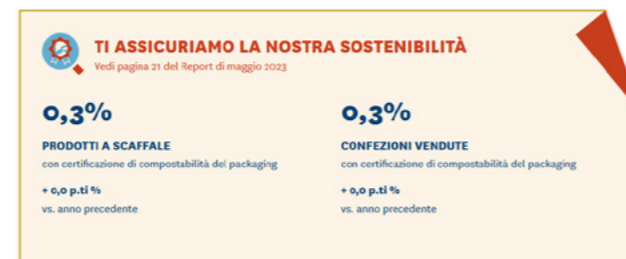 TI ASSICURIAMO LA NOSTRA SOSTENIBILITÀ
Vedi pagina 21 del Report di maggio 2023
0,3%
PRODOTTI A SCAFFALE
con certificazione di compostabilità del packaging
+ 0,0 p.ti %
vs. anno precedente
0,3%
CONFEZIONI VENDUTE
con certificazione di compostabilità del packaging
+ 0,0 p.ti %
vs. anno precedente